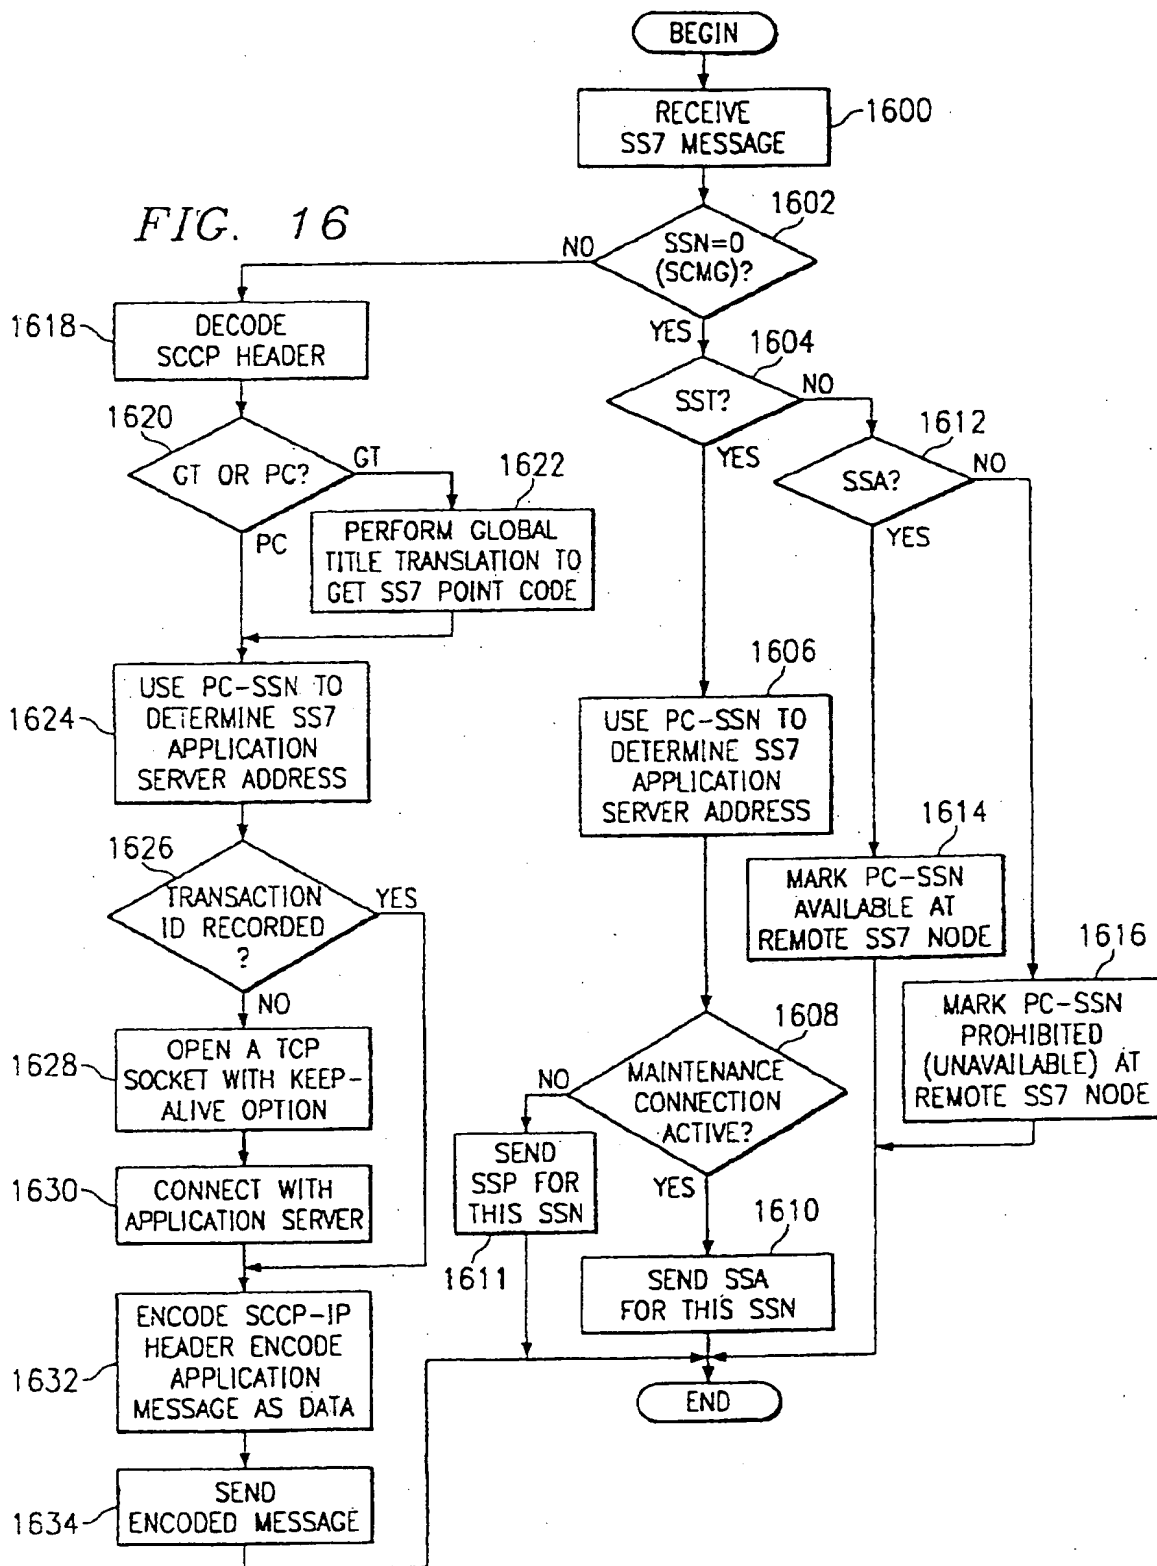 BEGIN
RECEIVE
SS7 MESSAGE
1600
FIG. 16
1602
SSN=0
(SCMG)?
NO
YES
1618
DECODE
SCCP HEADER
1604
SST?
NO
YES
1620
GT OR PC?
GT
PC
1612
SSA?
NO
YES
1622
PERFORM GLOBAL
TITLE TRANSLATION TO
GET SS7 POINT CODE
1624
USE PC-SSN TO
DETERMINE SS7
APPLICATION
SERVER ADDRESS
1606
USE PC-SSN TO
DETERMINE SS7
APPLICATION
SERVER ADDRESS
1626
TRANSACTION
ID RECORDED
?
YES
NO
1614
MARK PC-SSN
AVAILABLE AT
REMOTE SS7 NODE
1616
MARK PC-SSN
PROHIBITED
(UNAVAILABLE) AT
REMOTE SS7 NODE
1628
OPEN A TCP
SOCKET WITH KEEP-
ALIVE OPTION
1608
MAINTENANCE
CONNECTION
ACTIVE?
NO
YES
1630
CONNECT WITH
APPLICATION SERVER
SEND
SSP FOR
THIS SSN
1611
1610
SEND SSA
FOR THIS SSN
1632
ENCODE SCCP-IP
HEADER ENCODE
APPLICATION
MESSAGE AS DATA
END
1634
SEND
ENCODED MESSAGE